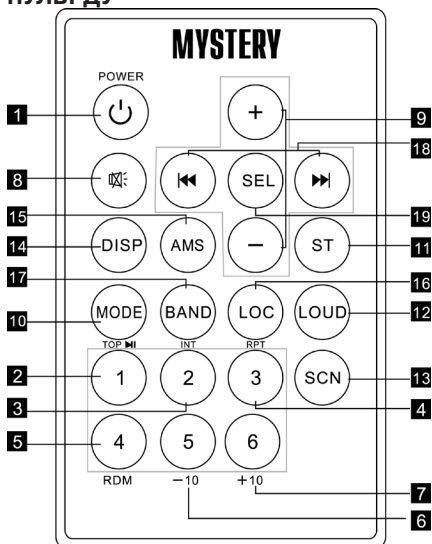 ПУЛЬТ ДУ
MYSTERY
POWER
1
+
9
18
8
SEL
19
15
14
DISP
AMS
−
ST
11
17
16
10
MODE
BAND
LOC
LOUD
12
TOP
INT
RPT
2
1
2
3
SCN
13
3
4
5
4
5
6
RDM
−10
+10
7
6